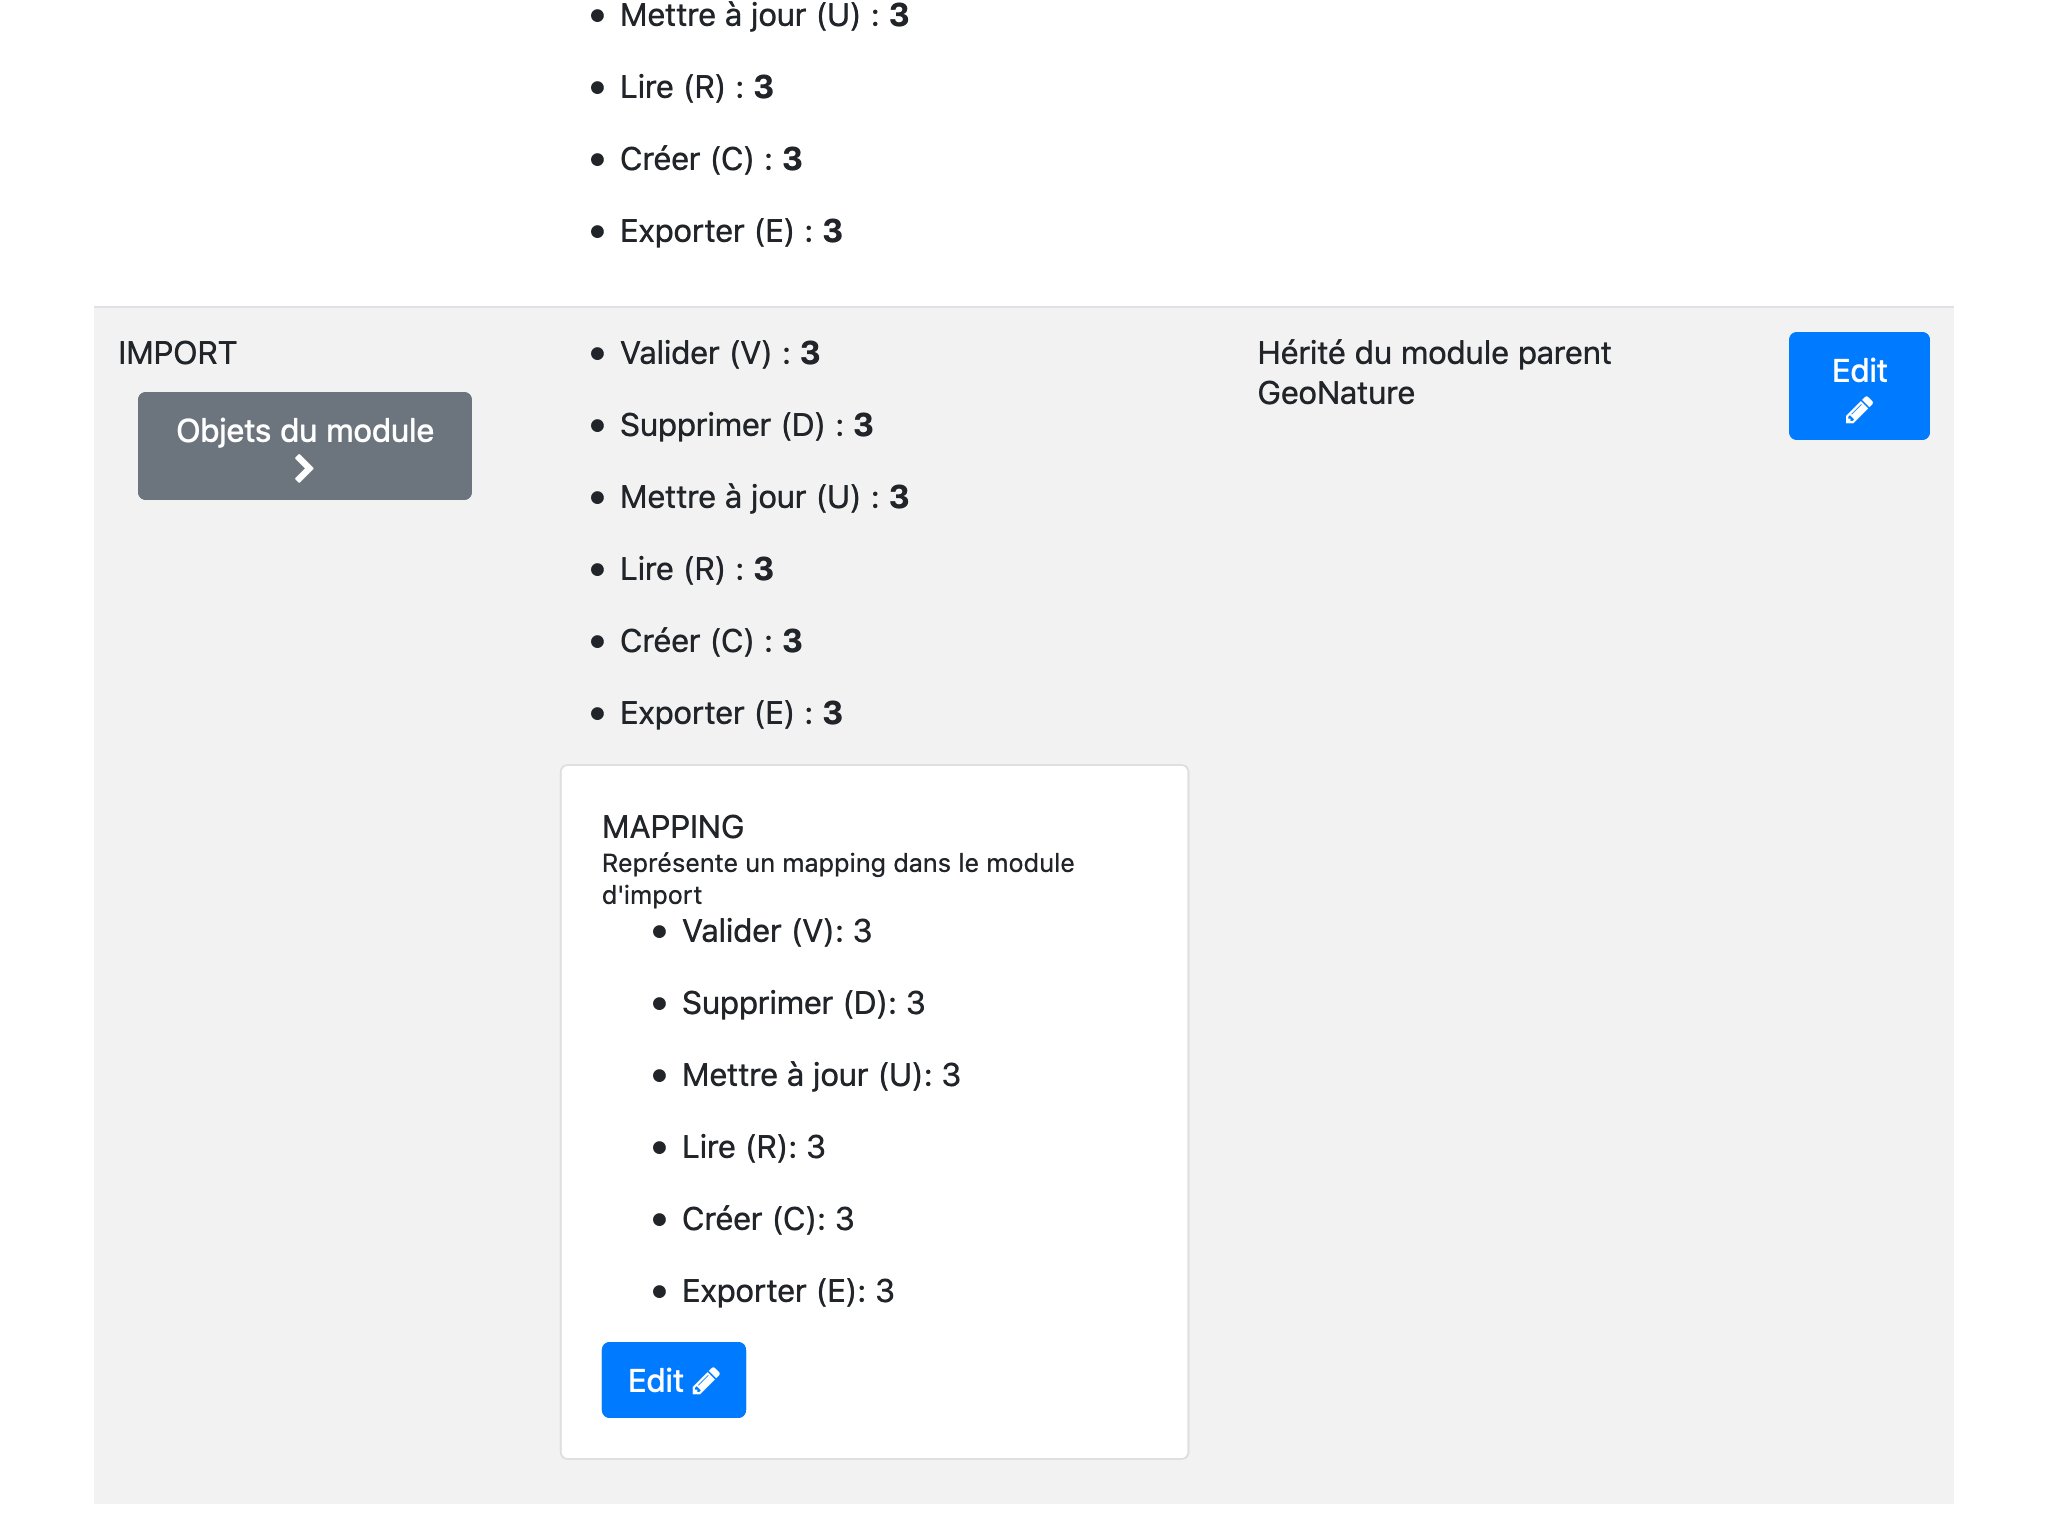 Mettre à jour (U) : 3
Lire (R) : 3
Créer (C) : 3
Exporter (E) : 3
IMPORT
Objets du module
Valider (V) : 3
Supprimer (D) : 3
Mettre à jour (U) : 3
Lire (R) : 3
Créer (C) : 3
Exporter (E) : 3
MAPPING
Représente un mapping dans le module
d'import
Valider (V): 3
Supprimer (D): 3
Mettre à jour (U): 3
Lire (R): 3
Créer (C): 3
Exporter (E): 3
Edit
Hérité du module parent
GeoNature
Edit